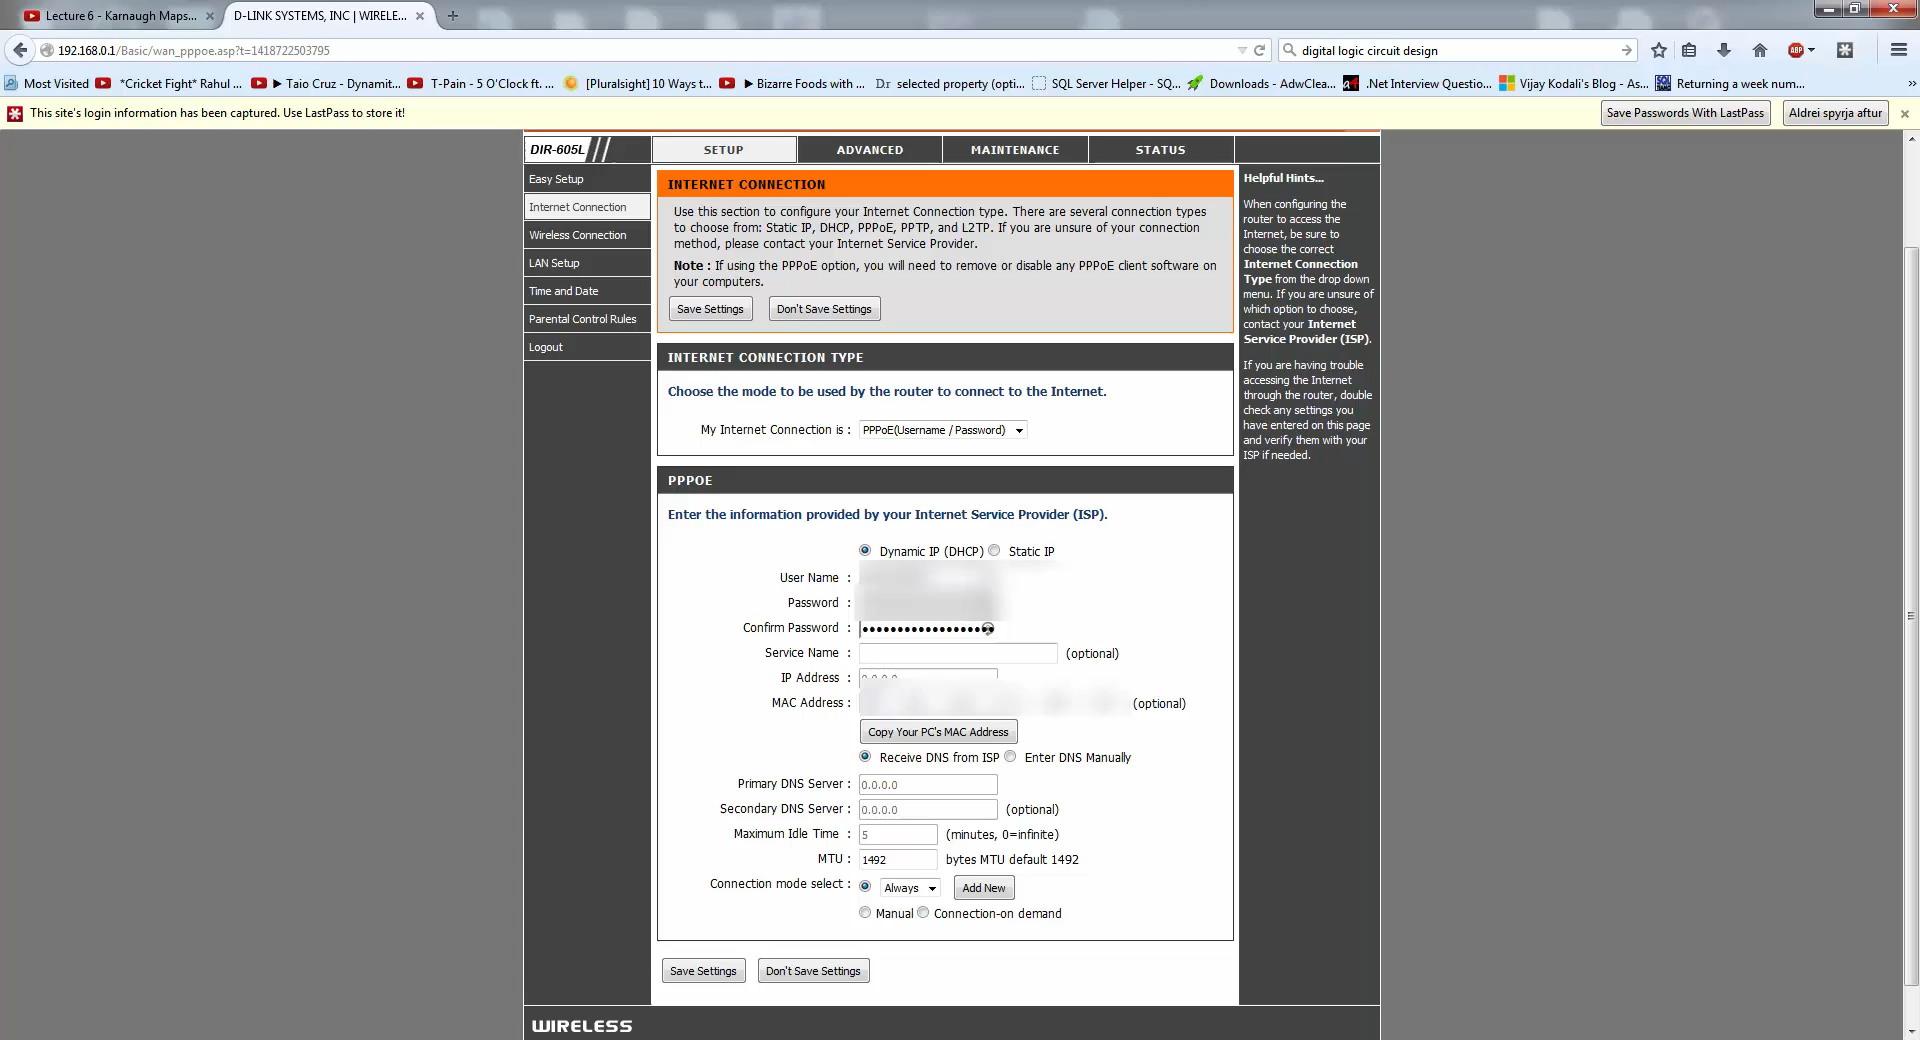 Lecture 6 - Karnaugh Maps...
D-LINK SYSTEMS, INC | WIRELE...
192.168.0.1/Basic/wan_pppoe.asp?t=1418722503795
digital logic circuit design
ABP
Most Visited
*Cricket Fight* Rahul ...
▶ Taio Cruz - Dynamit...
T-Pain - 5 O'Clock ft. ...
[Pluralsight] 10 Ways t...
▶ Bizarre Foods with ...
Dr selected property (opti...
SQL Server Helper - SQ...
Downloads - AdwClea...
.Net Interview Questio...
Vijay Kodali's Blog - As...
Returning a week num...
This site's login information has been captured. Use LastPass to store it!
Save Passwords With LastPass
Aldrei spyrja aftur
DIR-605L
SETUP
ADVANCED
MAINTENANCE
STATUS
Easy Setup
Internet Connection
Wireless Connection
LAN Setup
Time and Date
Parental Control Rules
Logout
INTERNET CONNECTION
Use this section to configure your Internet Connection type. There are several connection types
to choose from: Static IP, DHCP, PPPoE, PPTP, and L2TP. If you are unsure of your connection
method, please contact your Internet Service Provider.
Note : If using the PPPoE option, you will need to remove or disable any PPPoE client software on
your computers.
Save Settings
Don't Save Settings
INTERNET CONNECTION TYPE
Choose the mode to be used by the router to connect to the Internet.
My Internet Connection is : PPPoE(Username / Password)
PPPOE
Enter the information provided by your Internet Service Provider (ISP).
Dynamic IP (DHCP) Static IP
User Name :
Password :
Confirm Password :
Service Name : (optional)
IP Address : 0.0.0.0
MAC Address : (optional)
Copy Your PC's MAC Address
Receive DNS from ISP Enter DNS Manually
Primary DNS Server : 0.0.0.0
Secondary DNS Server : 0.0.0.0 (optional)
Maximum Idle Time : 5 (minutes, 0=infinite)
MTU : 1492 bytes MTU default 1492
Connection mode select : Always Add New
Manual Connection-on demand
Save Settings
Don't Save Settings
Helpful Hints...
When configuring the
router to access the
Internet, be sure to
choose the correct
Internet Connection
Type from the drop down
menu. If you are unsure of
which option to choose,
contact your Internet
Service Provider (ISP).
If you are having trouble
accessing the Internet
through the router, double
check any settings you
have entered on this page
and verify them with your
ISP if needed.
WIRELESS